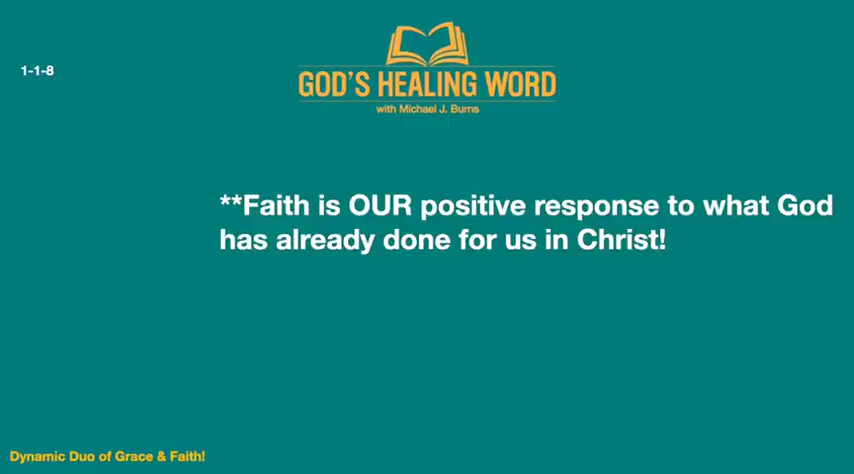 1-1-8
GOD'S HEALING WORD
with Michael J. Burns
**Faith is OUR positive response to what God
has already done for us in Christ!
Dynamic Duo of Grace & Faith!